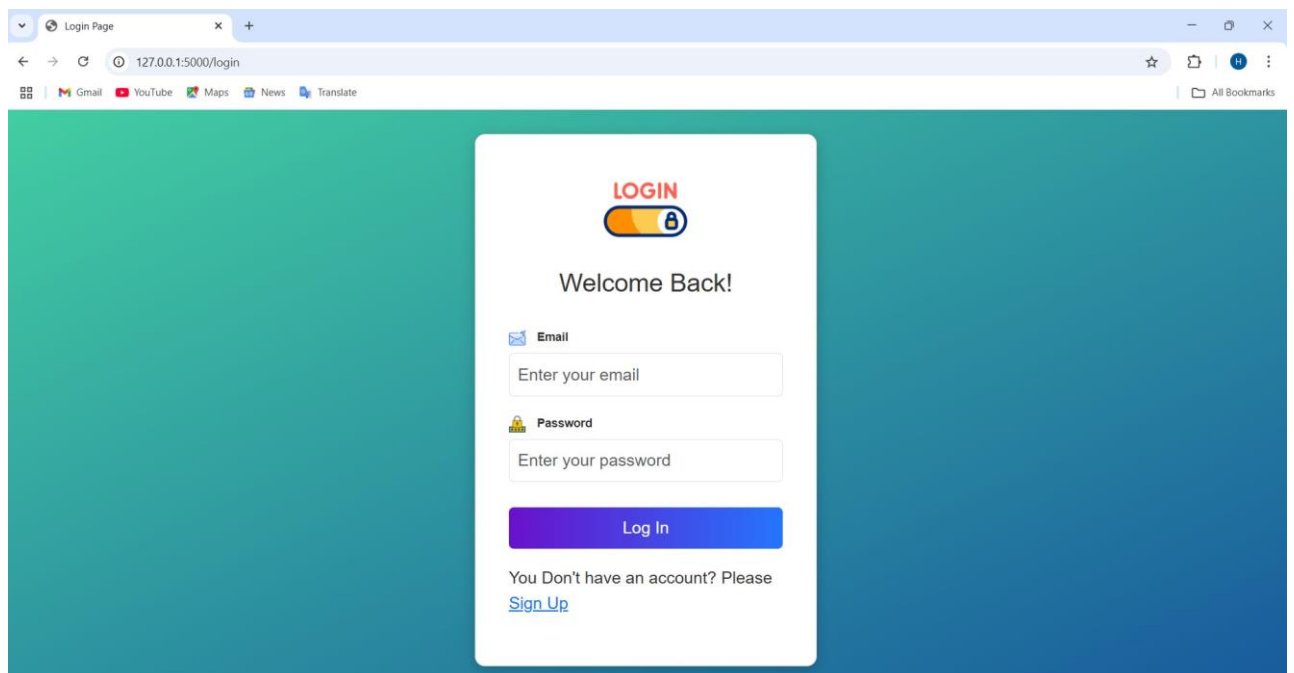 Login Page
127.0.0.1:5000/login
H
Gmail YouTube Maps News Translate All Bookmarks
LOGIN
Welcome Back!
Email
Enter your email
Password
Enter your password
Log In
You Don't have an account? Please
Sign Up